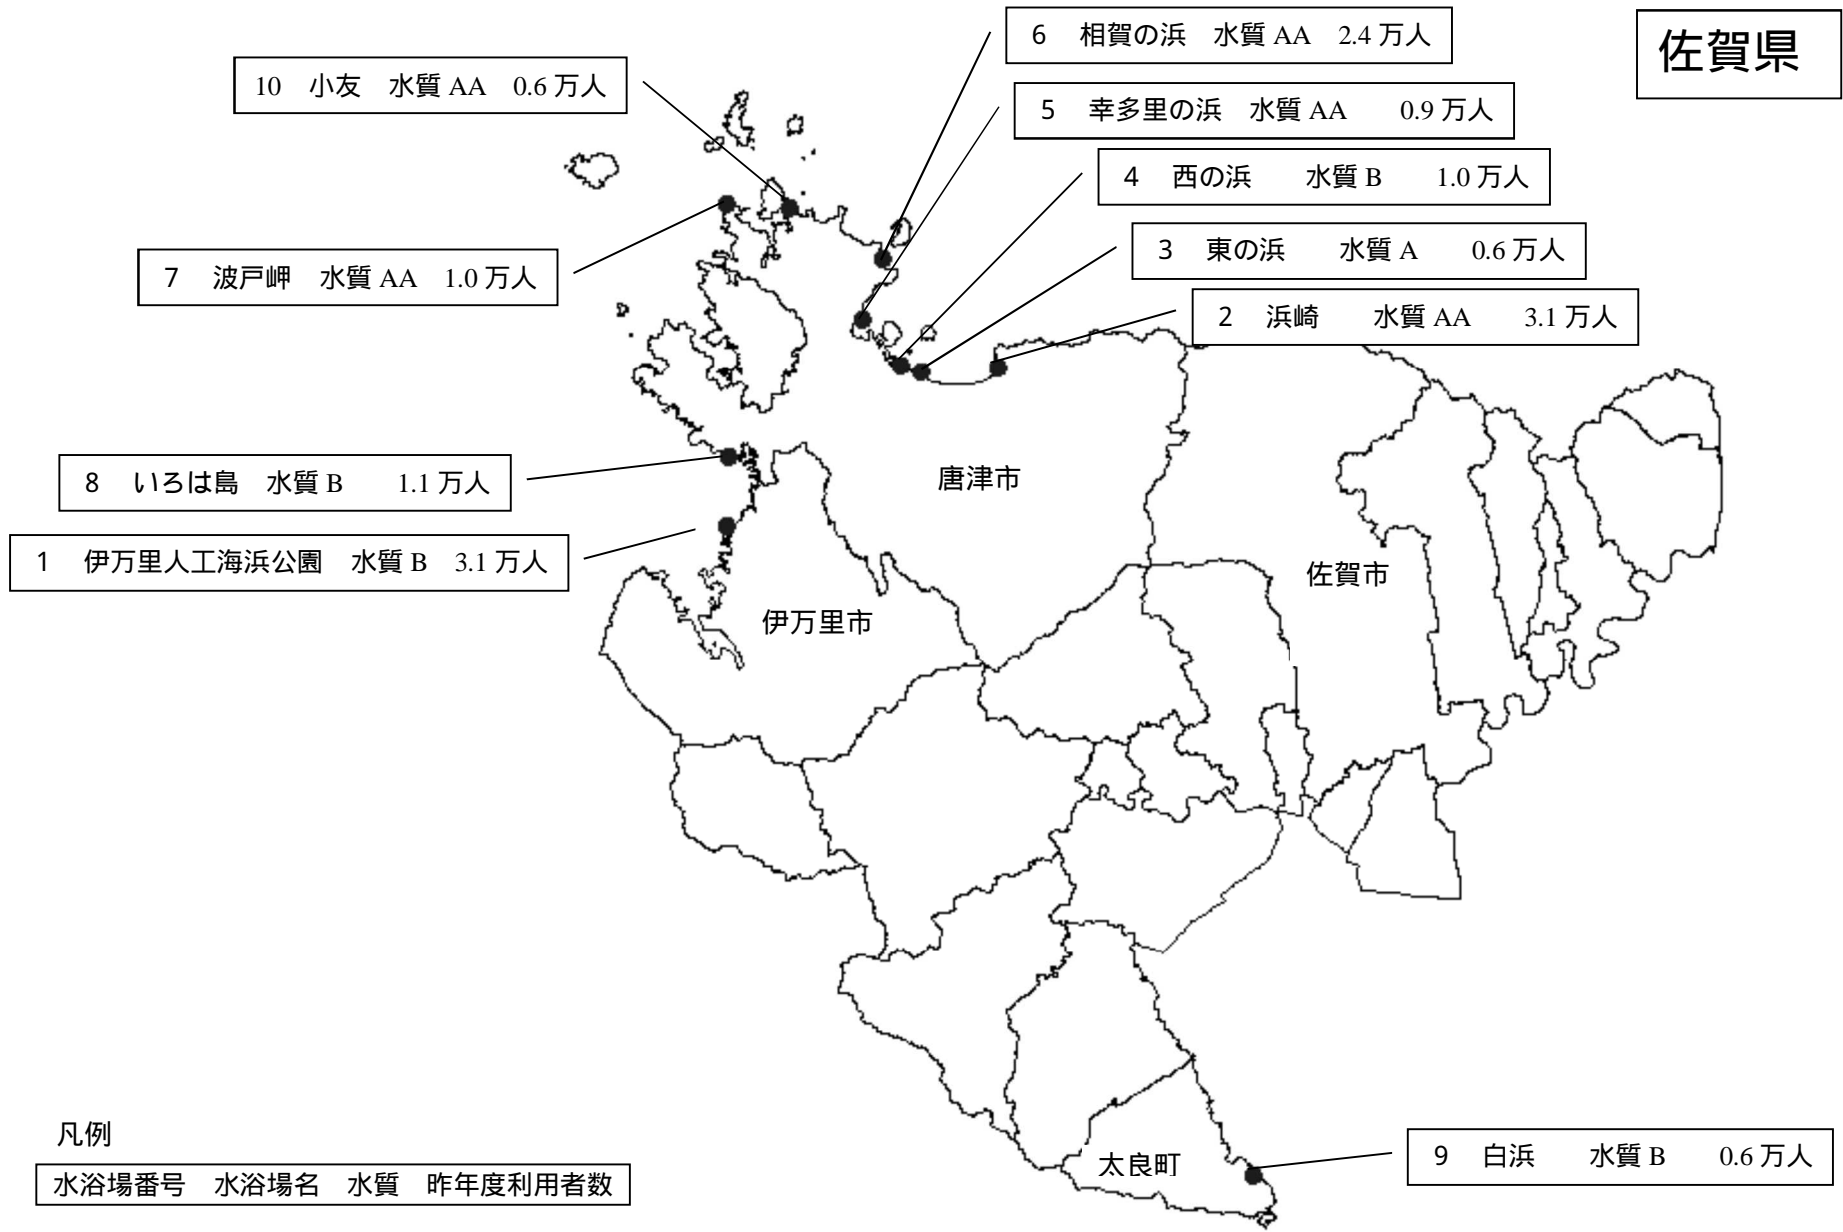 佐賀県
6 相賀の浜 水質 AA 2.4 万人
10 小友 水質 AA 0.6 万人
5 幸多里の浜 水質 AA 0.9 万人
4 西の浜 水質 B 1.0 万人
3 東の浜 水質 A 0.6 万人
7 波戸岬 水質 AA 1.0 万人
2 浜崎 水質 AA 3.1 万人
唐津市
8 いろは島 水質 B 1.1 万人
1 伊万里人工海浜公園 水質 B 3.1 万人
佐賀市
伊万里市
凡例
太良町
9 白浜 水質 B 0.6 万人
水浴場番号 水浴場名 水質 昨年度利用者数